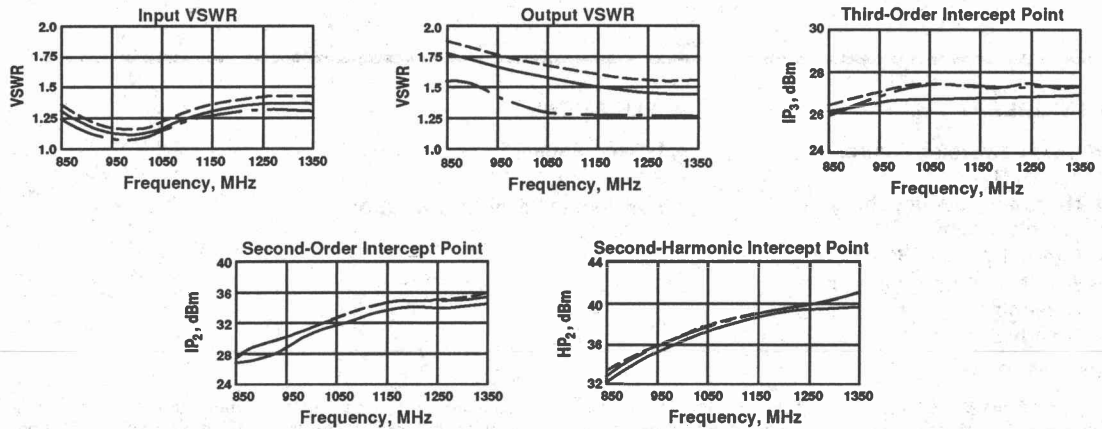 Input VSWR
2.0
1.75
1.5
1.25
1.0
VSWR
850 950 1050 1150 1250 1350
Frequency, MHz
Output VSWR
2.0
1.75
1.5
1.25
1.0
VSWR
850 950 1050 1150 1250 1350
Frequency, MHz
Third-Order Intercept Point
30
28
26
24
IP3, dBm
850 950 1050 1150 1250 1350
Frequency, MHz
Second-Order Intercept Point
40
36
32
28
24
IP2, dBm
850 950 1050 1150 1250 1350
Frequency, MHz
Second-Harmonic Intercept Point
44
40
36
32
HP2, dBm
850 950 1050 1150 1250 1350
Frequency, MHz